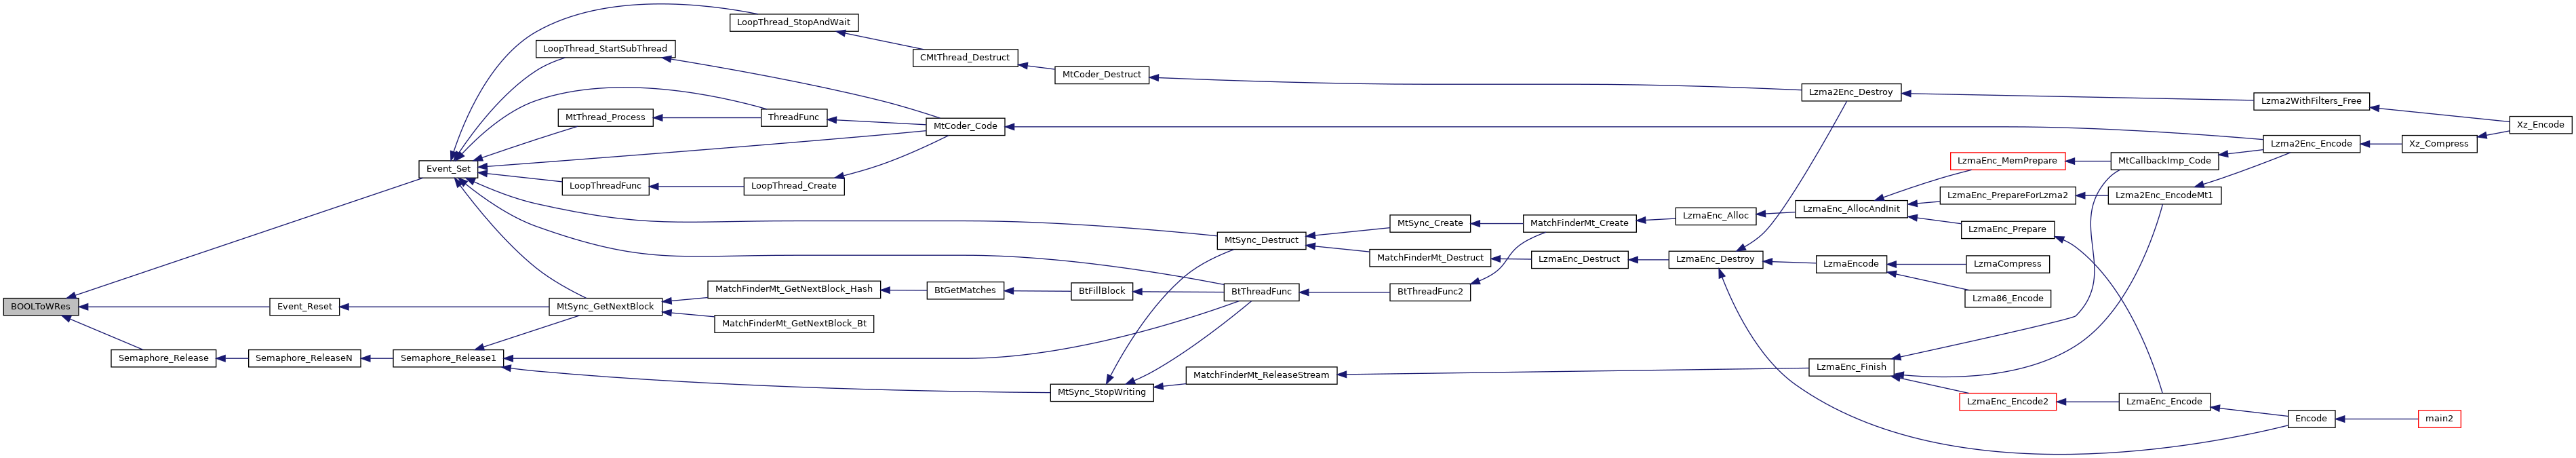 BOOLToWRes
Event_Set
Event_Reset
Semaphore_Release
Semaphore_ReleaseN
Semaphore_Release1
LoopThread_StopAndWait
LoopThread_StartSubThread
MtThread_Process
ThreadFunc
LoopThreadFunc
LoopThread_Create
CMtThread_Destruct
MtCoder_Destruct
MtCoder_Code
MtSync_GetNextBlock
MatchFinderMt_GetNextBlock_Hash
MatchFinderMt_GetNextBlock_Bt
BtGetMatches
BtFillBlock
MtSync_Destruct
BtThreadFunc
MtSync_StopWriting
MtSync_Create
MatchFinderMt_Destruct
BtThreadFunc2
MatchFinderMt_ReleaseStream
MatchFinderMt_Create
LzmaEnc_Destruct
LzmaEnc_Alloc
LzmaEnc_Destroy
Lzma2Enc_Destroy
LzmaEnc_AllocAndInit
LzmaEncode
LzmaEnc_Finish
LzmaEnc_MemPrepare
LzmaEnc_PrepareForLzma2
LzmaEnc_Prepare
LzmaCompress
Lzma86_Encode
LzmaEnc_Encode2
MtCallbackImp_Code
Lzma2Enc_EncodeMt1
LzmaEnc_Encode
Lzma2WithFilters_Free
Lzma2Enc_Encode
Encode
Xz_Compress
main2
Xz_Encode